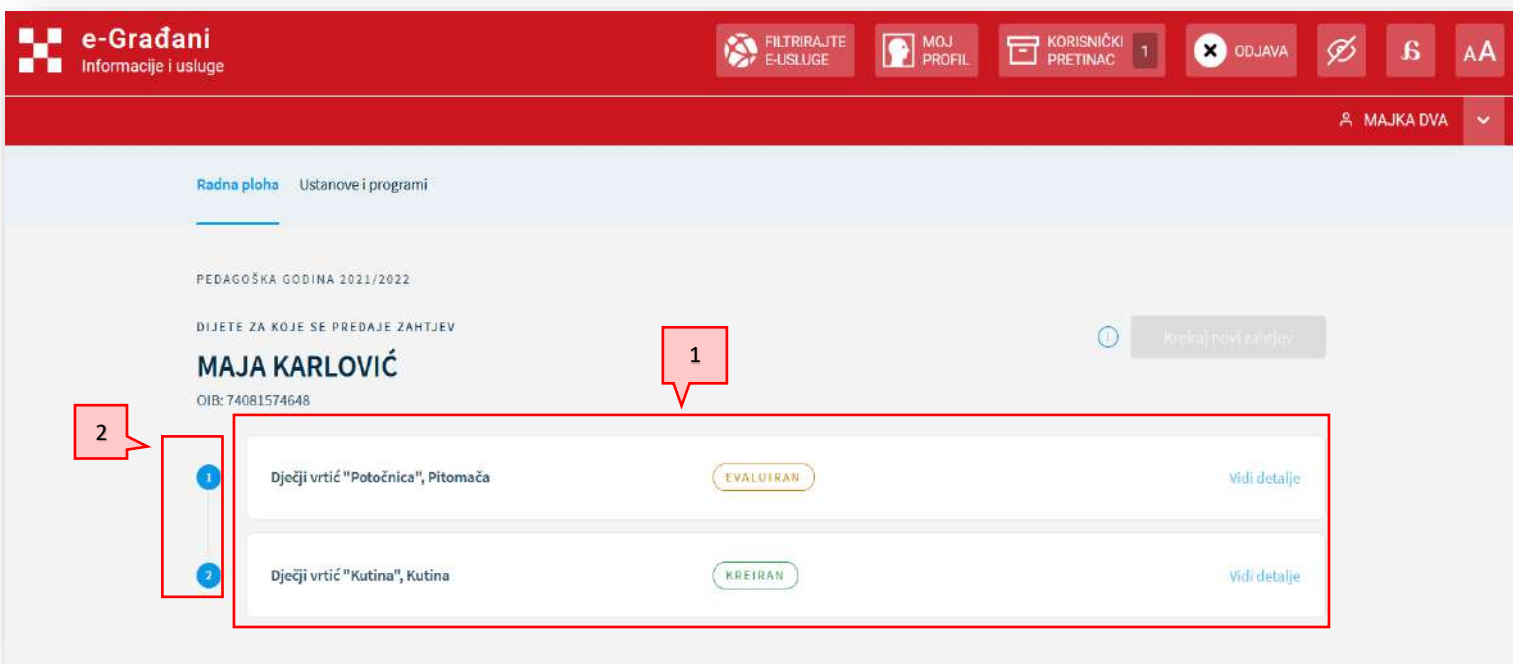 e-Građani
Informacije i usluge
FILTRIRAJTE
E-USLUGE
MOJ
PROFIL
KORISNIČKI
PRETINAC
1
ODJAVA
AA
MAJKA DVA
Radna ploha Ustanove i programi
PEDAGOŠKA GODINA 2021/2022
DIJETE ZA KOJE SE PREDAJE ZAHTJEV
Kreiraj novi zahtjev
MAJA KARLOVIĆ
OIB: 74081574648
1
2
1 Dječji vrtić "Potočnica", Pitomača EVALUIRAN Vidi detalje
2 Dječji vrtić "Kutina", Kutina KREIRAN Vidi detalje